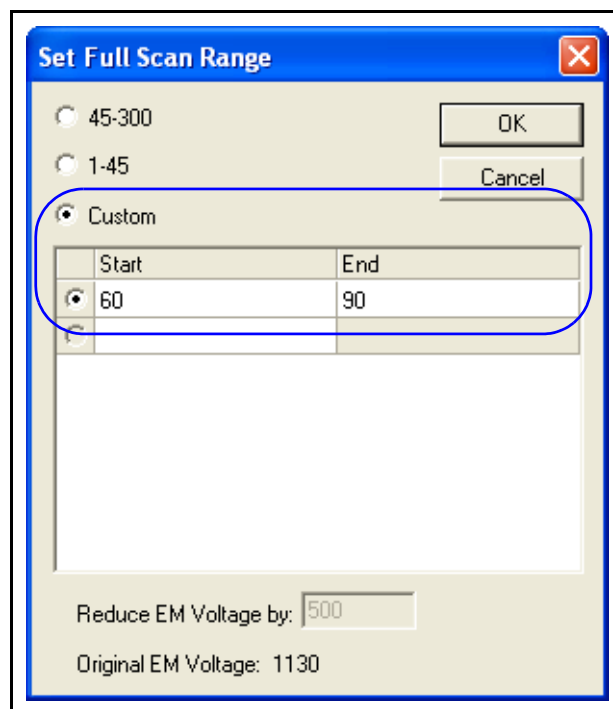 Set Full Scan Range
45-300
OK
1-45
Cancel
Custom
Start End
60 90
Reduce EM Voltage by: 500
Original EM Voltage: 1130